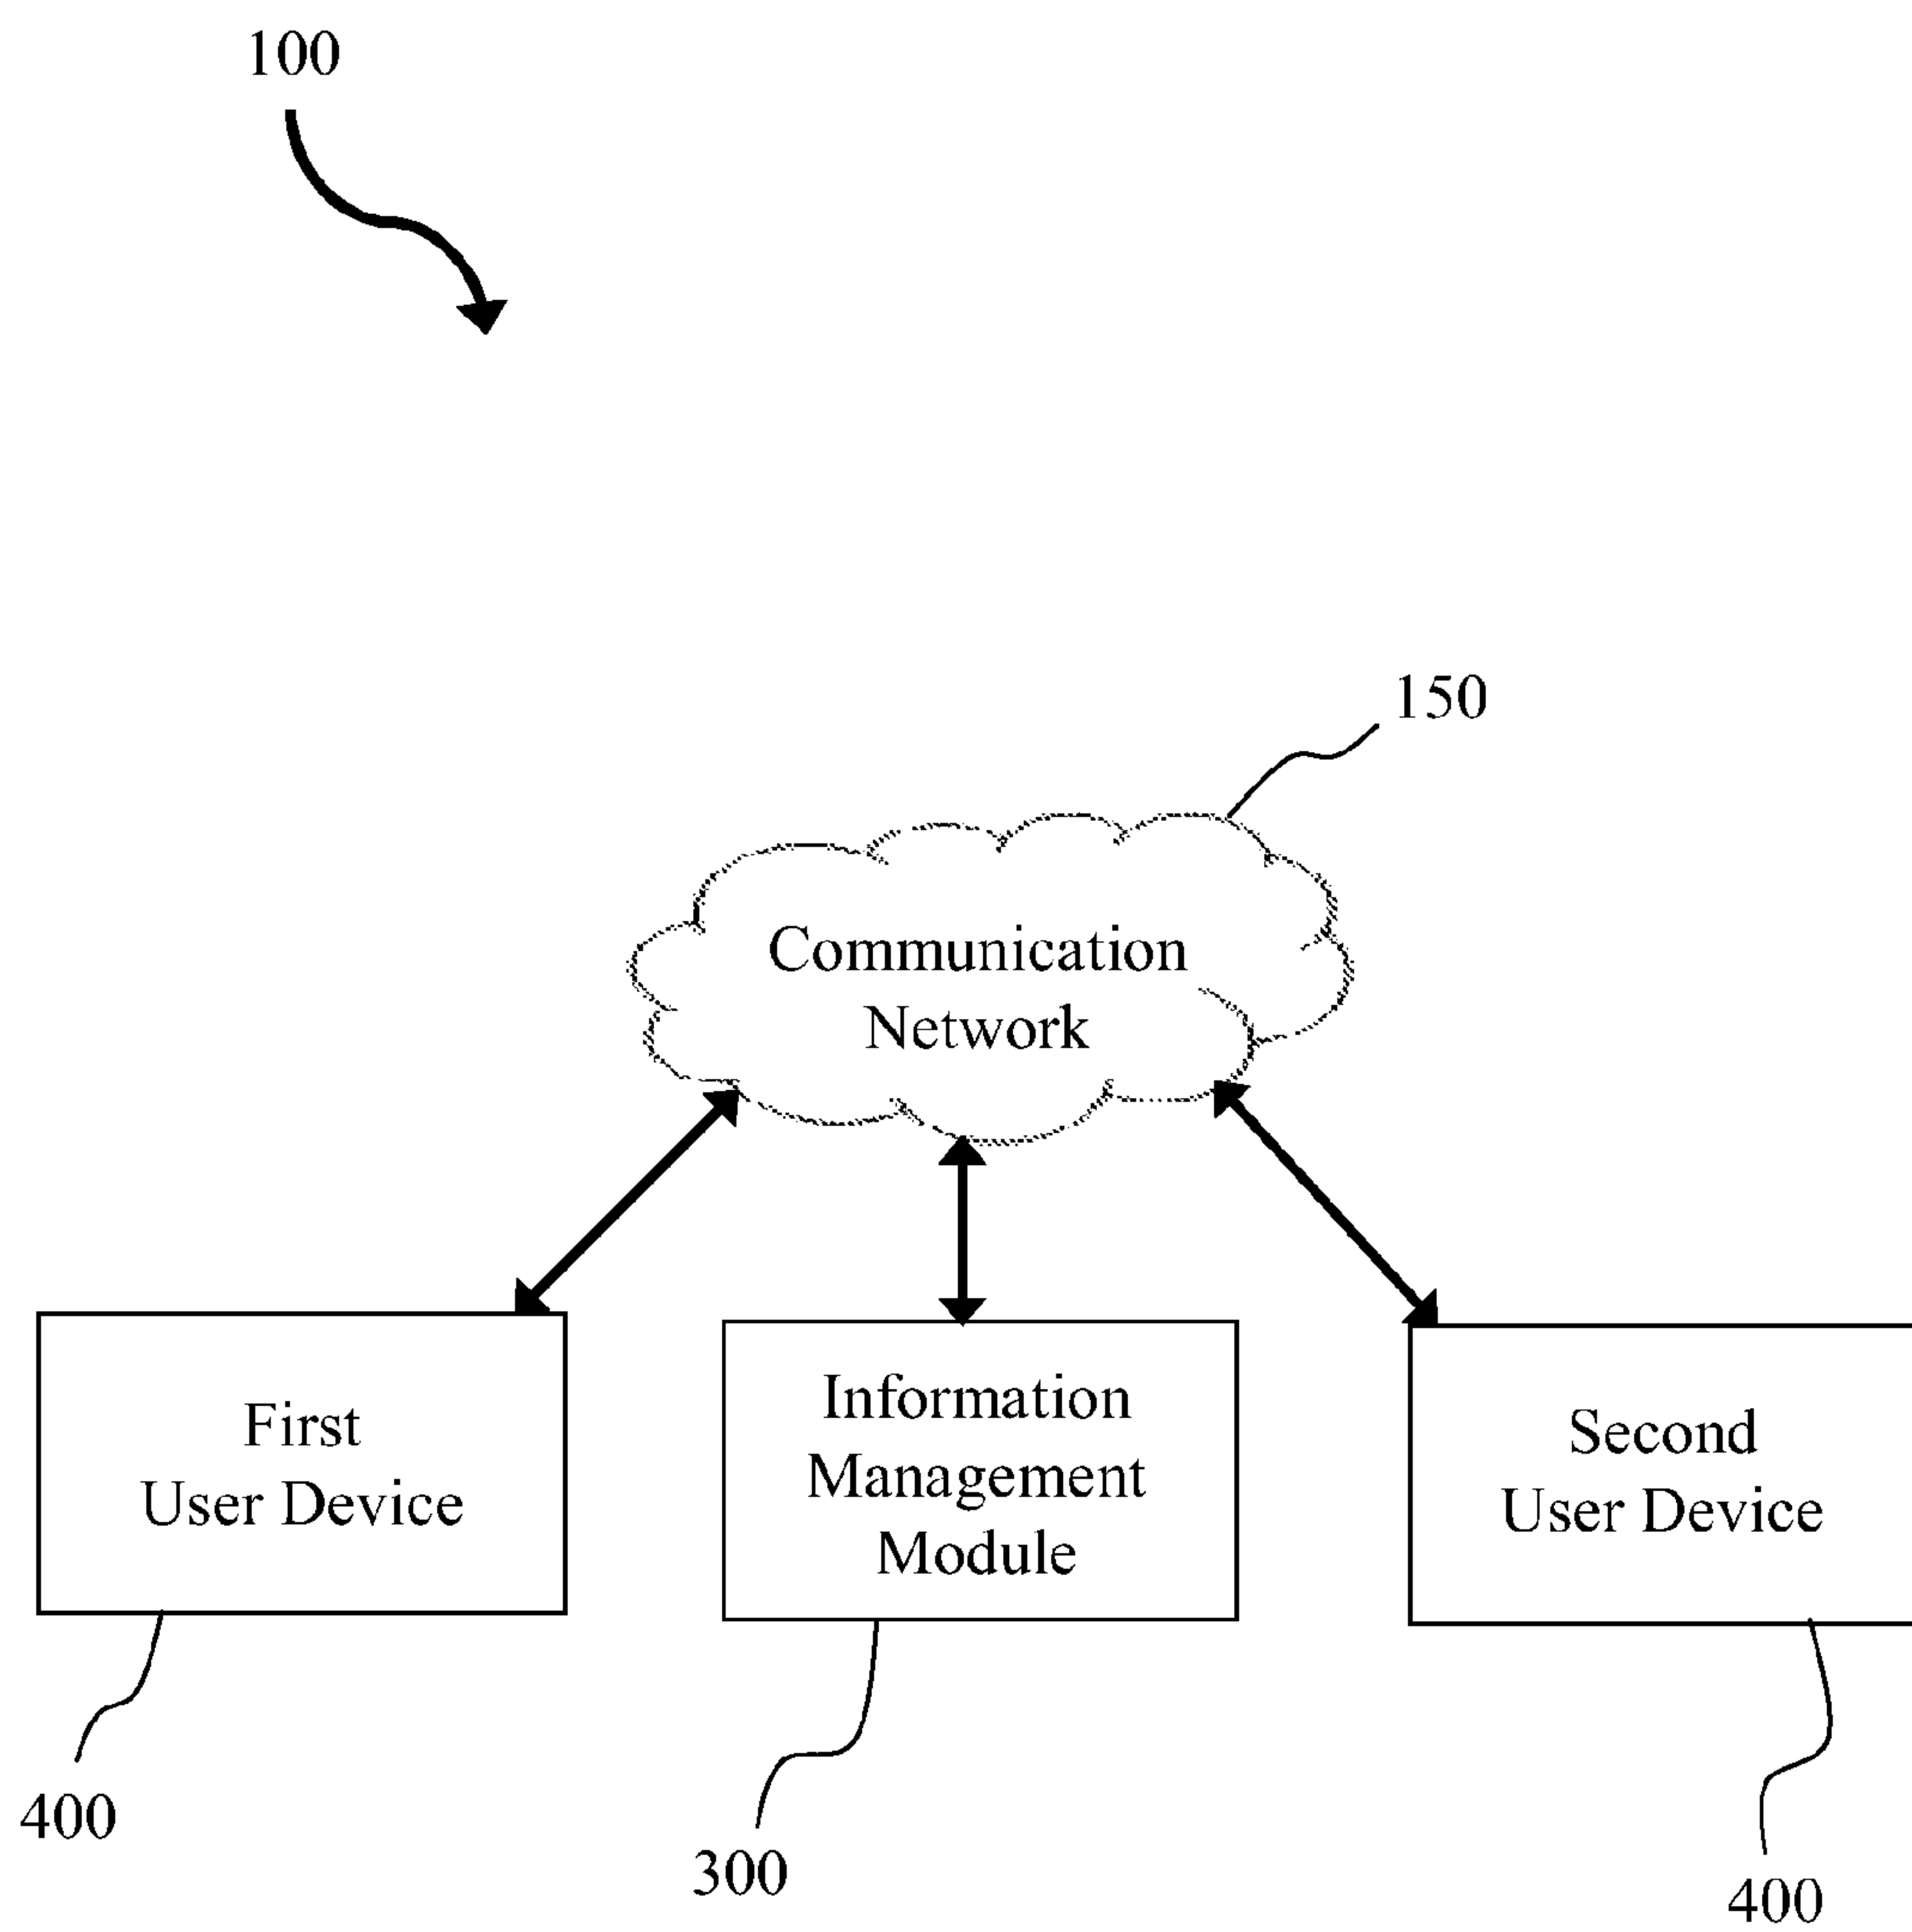 100
150
Communication
Network
First
User Device
Information
Management
Module
Second
User Device
400
300
400